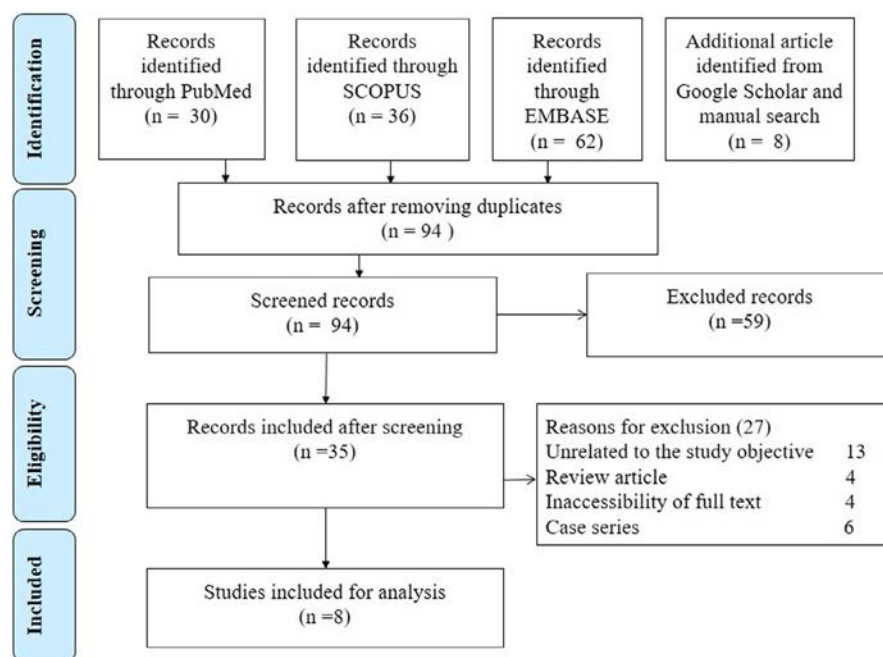 Identification
Records
identified
through PubMed
(n = 30)
Records
identified through
SCOPUS
(n = 36)
Records
identified
through
EMBASE
(n = 62)
Additional article
identified from
Google Scholar and
manual search
(n = 8)
Screening
Records after removing duplicates
(n = 94 )
Screened records
(n = 94)
Excluded records
(n =59)
Eligibility
Records included after screening
(n =35)
Reasons for exclusion (27)
Unrelated to the study objective 13
Review article 4
Inaccessibility of full text 4
Case series 6
Included
Studies included for analysis
(n =8)